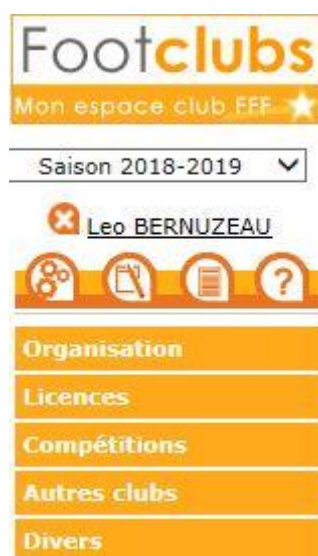 Footclubs
Mon espace club FFF
Saison 2018-2019
Leo BERNUZEAU
?
Organisation
Licences
Compétitions
Autres clubs
Divers